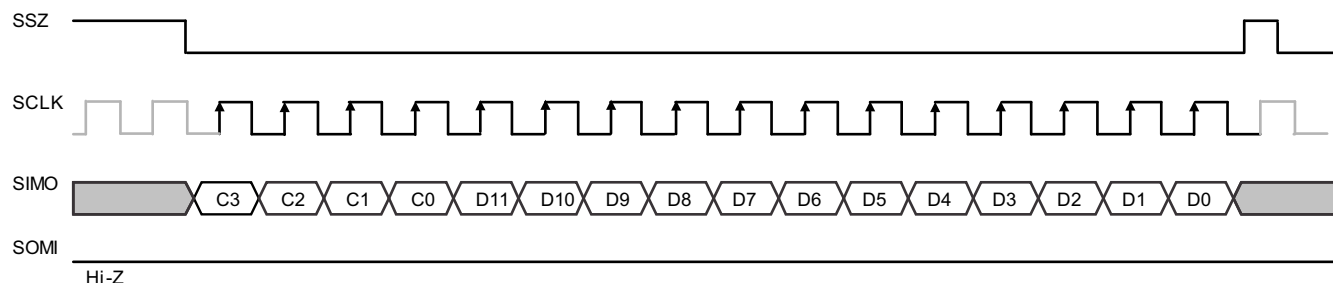 SSZ
SCLK
SIMO C3 C2 C1 C0 D11 D10 D9 D8 D7 D6 D5 D4 D3 D2 D1 D0
SOMI
Hi-Z